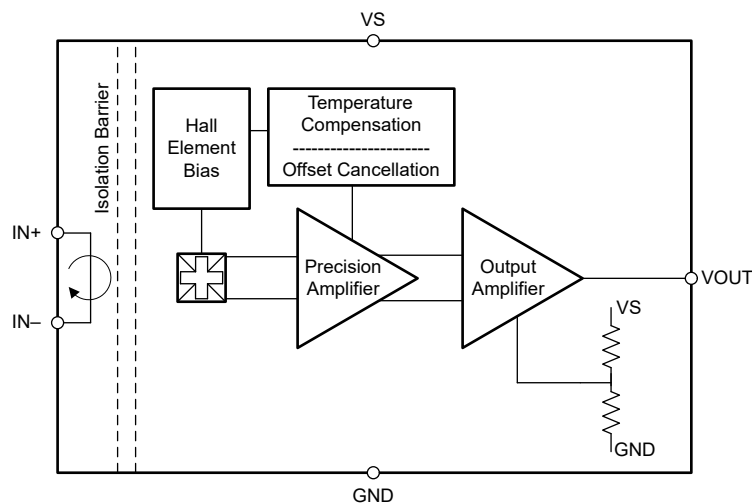 VS
Isolation Barrier
Hall
Element
Bias
Temperature
Compensation
Offset Cancellation
IN+
IN–
Precision
Amplifier
Output
Amplifier
VOUT
VS
GND
GND